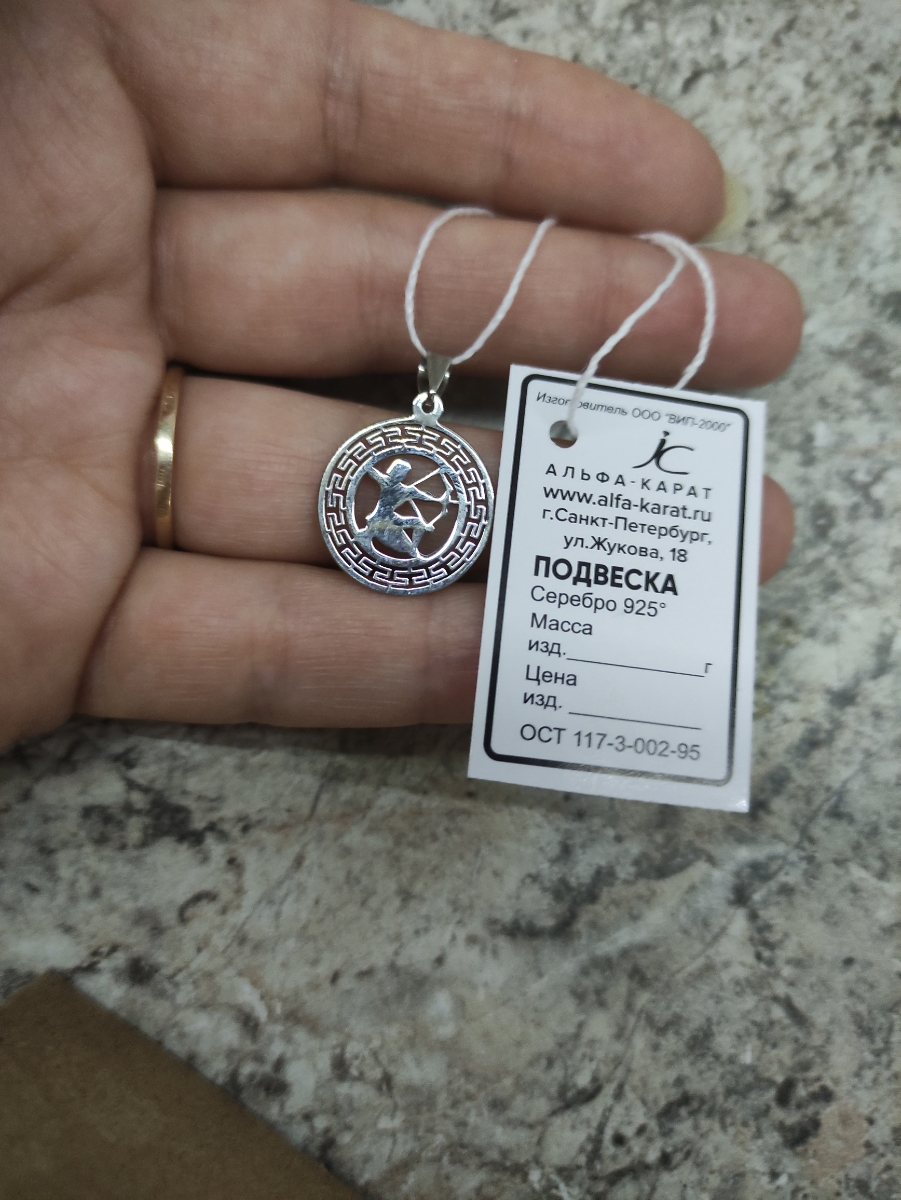 Изготовитель ООО "ВИП-2000"
jc
АЛЬФА-КАРАТ
www.alfa-karat.ru
г.Санкт-Петербург,
ул.Жукова, 18
ПОДВЕСКА
Серебро 925°
Масса
изд.____________г
Цена
изд. ____________
ОСТ 117-3-002-95